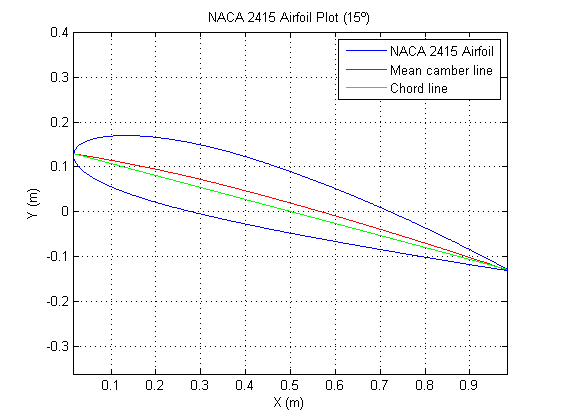 NACA 2415 Airfoil Plot (15º)
NACA 2415 Airfoil
Mean camber line
Chord line
0.4
0.3
0.2
0.1
0
-0.1
-0.2
-0.3
Y (m)
0.1 0.2 0.3 0.4 0.5 0.6 0.7 0.8 0.9
X (m)